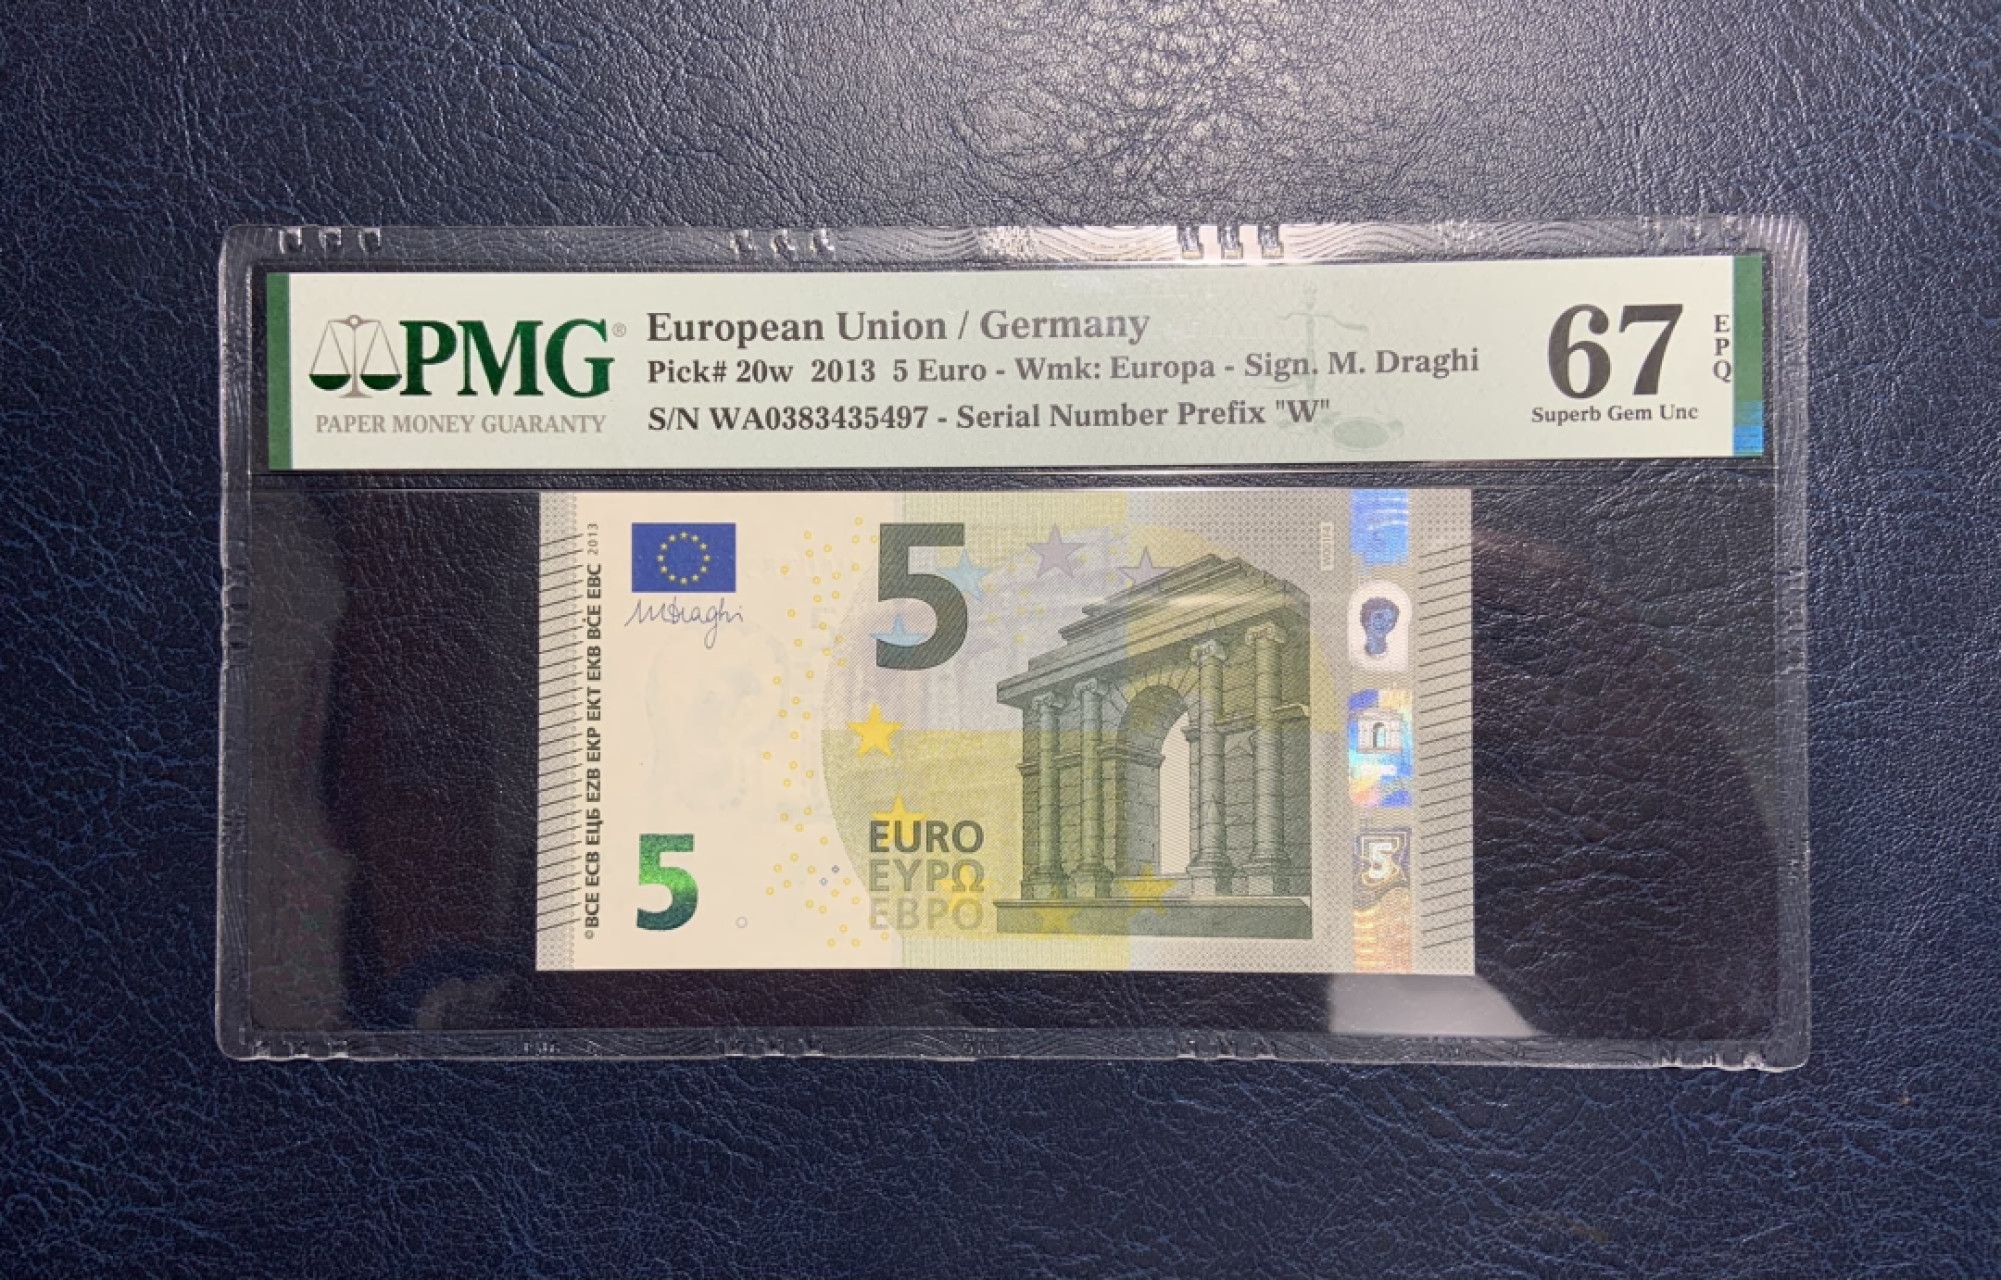 PMG®
PAPER MONEY GUARANTY
European Union / Germany
Pick# 20w 2013 5 Euro - Wmk: Europa - Sign. M. Draghi
S/N WA0383435497 - Serial Number Prefix "W"
67
Superb Gem Unc
EPQ
©BCE ECB ЕЦБ EZB EKP EKT EKB BĊE EBC 2013
M Draghi
5
5
EURO
ΕΥΡΩ
ЕВРО
5